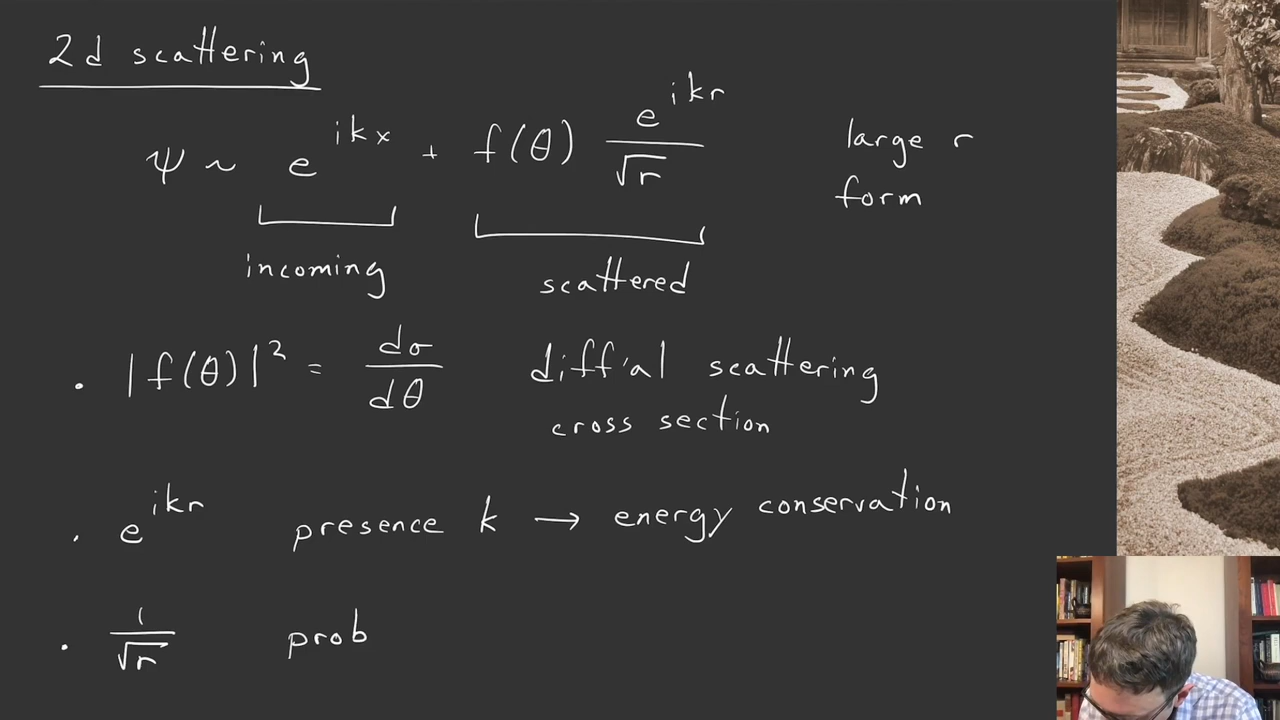 2d scattering
ψ ~ e^{ikx} + f(θ) e^{ikr}/√r large r
form
incoming scattered
. |f(θ)|² = dσ/dθ diff'al scattering
cross section
. e^{ikr} presence k → energy conservation
. 1/√r prob